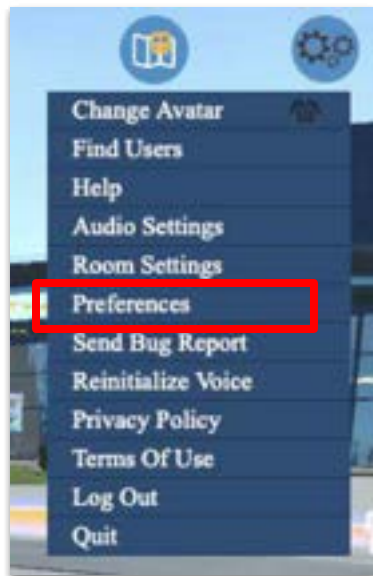 Change Avatar
Find Users
Help
Audio Settings
Room Settings
Preferences
Send Bug Report
Reinitialize Voice
Privacy Policy
Terms Of Use
Log Out
Quit